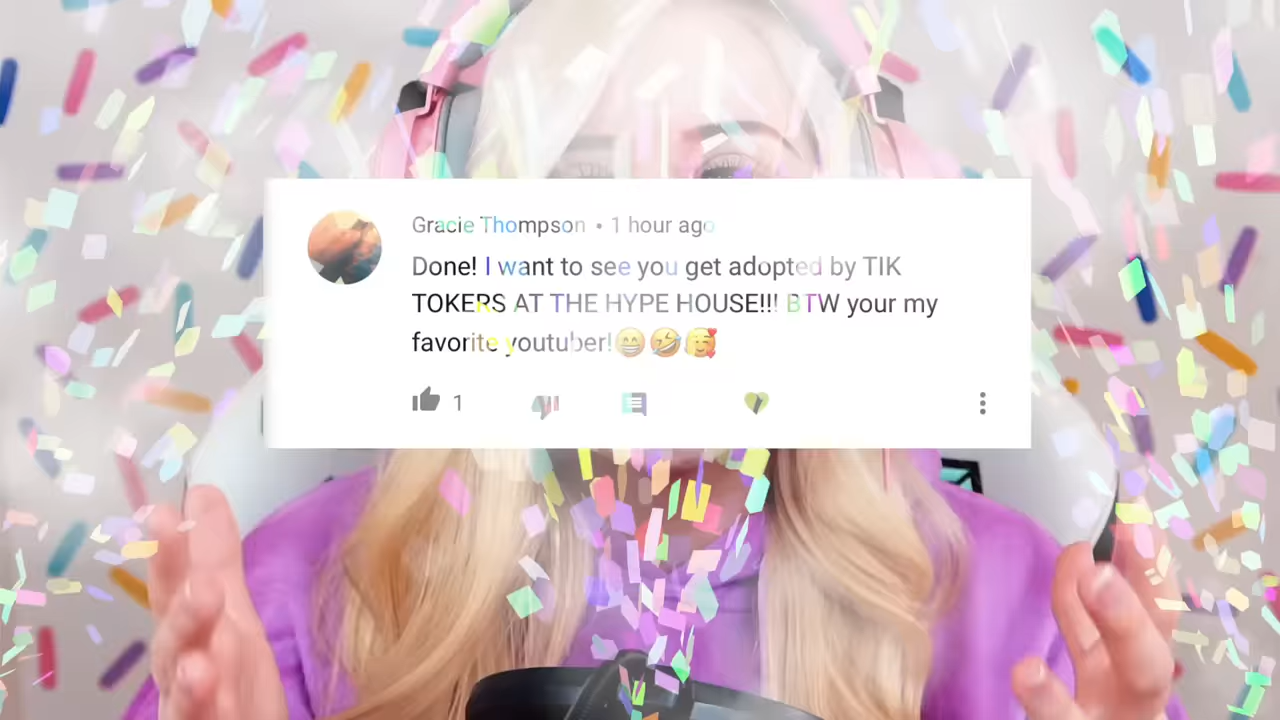 Gracie Thompson • 1 hour ago
Done! I want to see you get adopted by TIK
TOKERS AT THE HYPE HOUSE!!! BTW your my
favorite youtuber!😁🤣🥰
1